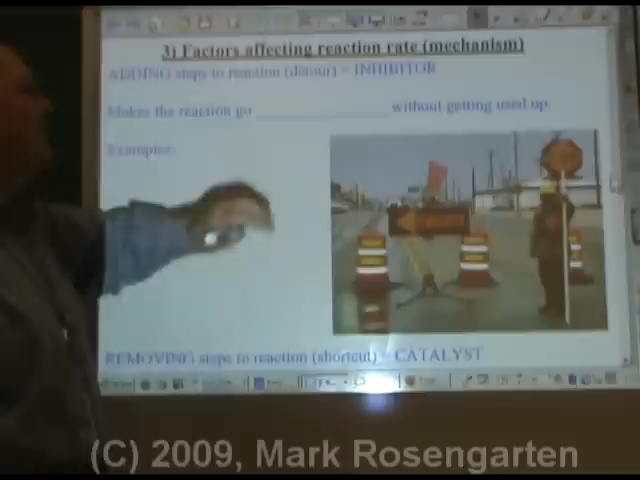 3) Factors affecting reaction rate (mechanism)
ADDING steps to reaction (detour) = INHIBITOR
Makes the reaction go _______________ without getting used up.
Examples:
REMOVING steps to reaction (shortcut) = CATALYST
(C) 2009, Mark Rosengarten